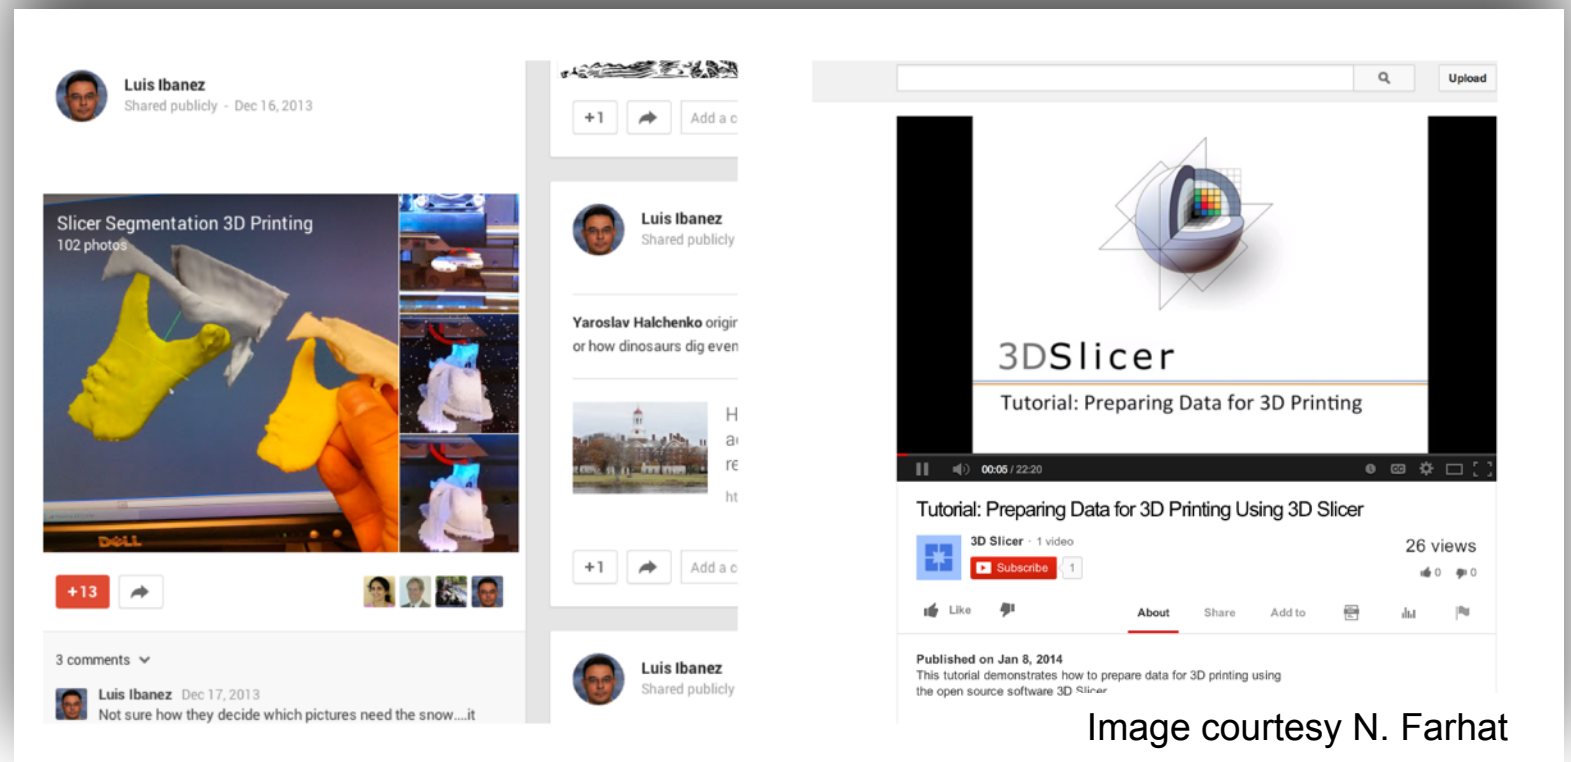 Luis Ibanez
Shared publicly - Dec 16, 2013
Slicer Segmentation 3D Printing
102 photos
DELL
+13
3 comments
Luis Ibanez Dec 17, 2013
Not sure how they decide which pictures need the snow....it
+1
Add a c
Luis Ibanez
Shared publicly
Yaroslav Halchenko origin
or how dinosaurs dig even
H
a
re
ht
+1
Add a c
Luis Ibanez
Shared publicly
Upload
3DSlicer
Tutorial: Preparing Data for 3D Printing
00:05 / 22:20
CC
Tutorial: Preparing Data for 3D Printing Using 3D Slicer
3D Slicer · 1 video
Subscribe 1
26 views
0 0
Like
About Share Add to
Published on Jan 8, 2014
This tutorial demonstrates how to prepare data for 3D printing using
the open source software 3D Slicer
Image courtesy N. Farhat